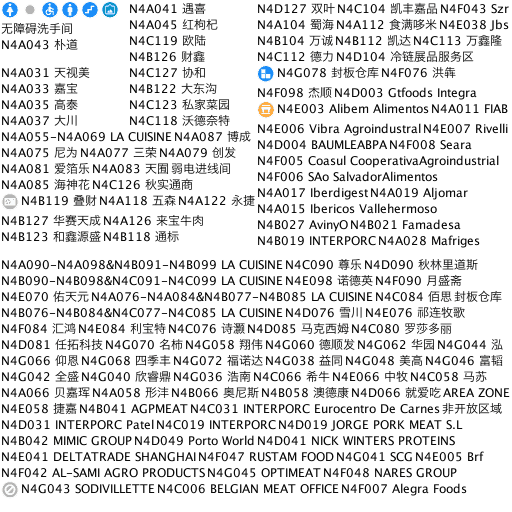 无障碍洗手间
N4A043 朴道
N4A031 天视美
N4A033 嘉宝
N4A035 高泰
N4A037 大川
N4A041 遇喜
N4A045 红枸杞
N4C119 欧陆
N4B126 财鑫
N4C127 协和
N4B122 大东沟
N4C123 私家菜园
N4C118 沃德奈特
N4A055-N4A069 LA CUISINE N4A087 博成
N4A075 尼为 N4A077 三荣 N4A079 创发
N4A081 爱箔乐 N4A083 天囿 弱电进线间
N4A085 海神花 N4C126 秋实通商
N4B119 叠财 N4A118 五森 N4A122 永捷
N4B127 华赛天成 N4A126 来宝牛肉
N4B123 和鑫源盛 N4B118 通标
N4D127 双叶 N4C104 凯丰嘉品 N4F043 Szr
N4A104 蜀海 N4A112 食满哆米 N4E038 Jbs
N4B104 万诚 N4B112 凯达 N4C113 万鑫隆
N4C112 德力 N4D104 冷链展品服务区
N4G078 封板仓库 N4F076 洪犇
N4F098 杰顺 N4D003 Gtfoods Integra
N4E003 Alibem Alimentos N4A011 FIAB
N4E006 Vibra Agroindustral N4E007 Rivelli
N4D004 BAUMLEABPA N4F008 Seara
N4F005 Coasul CooperativaAgroindustrial
N4F006 SAo SalvadorAlimentos
N4A017 Iberdigest N4A019 Aljomar
N4A015 Ibericos Vallehermoso
N4B027 AvinyO N4B021 Famadesa
N4B019 INTERPORC N4A028 Mafriges
N4A090-N4A098&N4B091-N4B099 LA CUISINE N4C090 尊乐 N4D090 秋林里道斯
N4B090-N4B098&N4C091-N4C099 LA CUISINE N4E098 诺德英 N4F090 月盛斋
N4E070 佑天元 N4A076-N4A084&N4B077-N4B085 LA CUISINE N4C084 佰思 封板仓库
N4B076-N4B084&N4C077-N4C085 LA CUISINE N4D076 雪川 N4E076 祁连牧歌
N4F084 汇鸿 N4E084 利宝特 N4C076 诗灏 N4D085 马克西姆 N4C080 罗莎多丽
N4D081 任拓科技 N4G070 名柿 N4G058 翔伟 N4G060 德顺发 N4G062 华园 N4G044 泓
N4G066 仰恩 N4G068 四季丰 N4G072 福诺达 N4G038 益同 N4G048 美高 N4G046 富韬
N4G042 全盛 N4G040 欣睿鼎 N4G036 浩南 N4C066 希牛 N4E066 中牧 N4C058 马苏
N4A066 贝嘉珲 N4A058 形沣 N4B066 奥尼斯 N4B058 澳德康 N4D066 就爱吃 AREA ZONE
N4E058 捷嘉 N4B041 AGPMEAT N4C031 INTERPORC Eurocentro De Carnes 非开放区域
N4D031 INTERPORC Patel N4C019 INTERPORC N4D019 JORGE PORK MEAT S.L
N4B042 MIMIC GROUP N4D049 Porto World N4D041 NICK WINTERS PROTEINS
N4E041 DELTATRADE SHANGHAI N4F047 RUSTAM FOOD N4G041 SCG N4E005 Brf
N4F042 AL-SAMI AGRO PRODUCTS N4G045 OPTIMEAT N4F048 NARES GROUP
N4G043 SODIVILLETTE N4C006 BELGIAN MEAT OFFICE N4F007 Alegra Foods